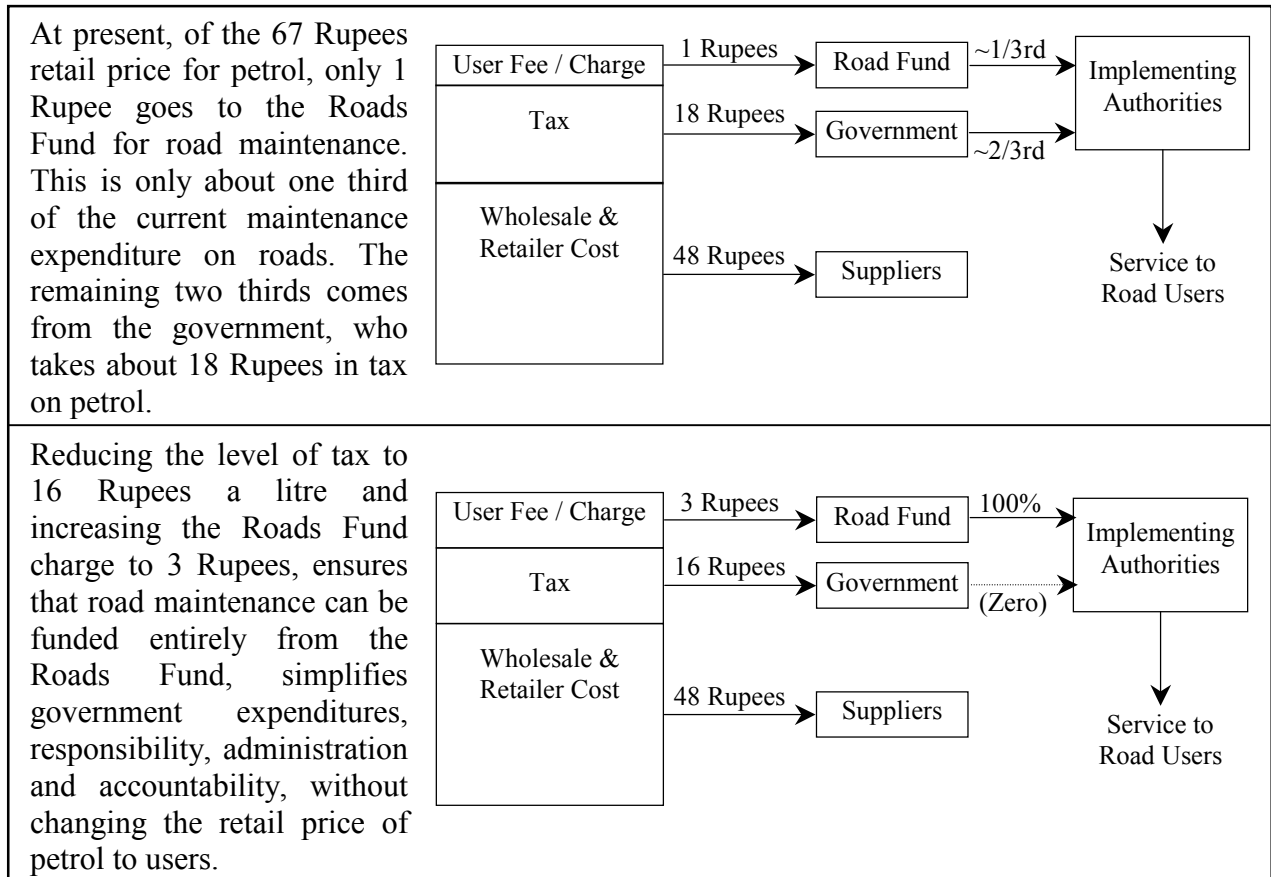 At present, of the 67 Rupees
retail price for petrol, only 1
Rupee goes to the Roads
Fund for road maintenance.
This is only about one third
of the current maintenance
expenditure on roads. The
remaining two thirds comes
from the government, who
takes about 18 Rupees in tax
on petrol.
User Fee / Charge
Tax
Wholesale &
Retailer Cost
1 Rupees
18 Rupees
48 Rupees
Road Fund
Government
Suppliers
~1/3rd
~2/3rd
Implementing
Authorities
Service to
Road Users
Reducing the level of tax to
16 Rupees a litre and
increasing the Roads Fund
charge to 3 Rupees, ensures
that road maintenance can be
funded entirely from the
Roads Fund, simplifies
government expenditures,
responsibility, administration
and accountability, without
changing the retail price of
petrol to users.
User Fee / Charge
Tax
Wholesale &
Retailer Cost
3 Rupees
16 Rupees
48 Rupees
Road Fund
Government
Suppliers
100%
(Zero)
Implementing
Authorities
Service to
Road Users